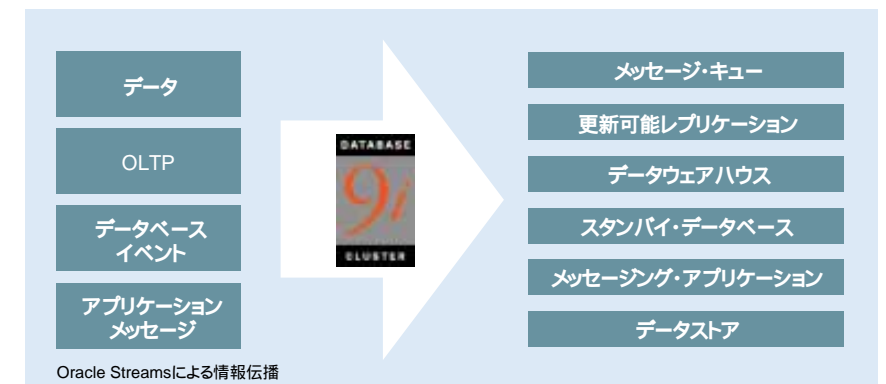 データ
OLTP
データベース
イベント
アプリケーション
メッセージ
DATABASE
9i
CLUSTER
メッセージ・キュー
更新可能レプリケーション
データウェアハウス
スタンバイ・データベース
メッセージング・アプリケーション
データストア
Oracle Streamsによる情報伝播